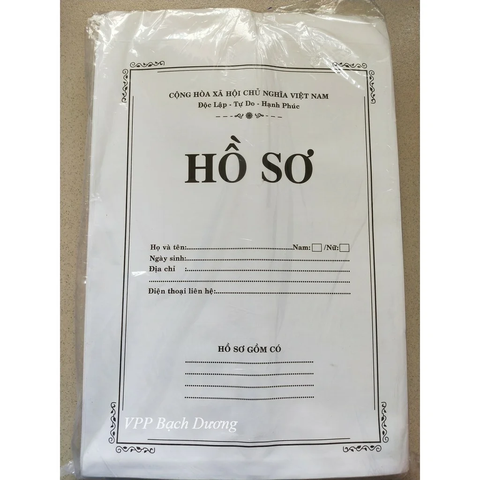 CỘNG HÒA XÃ HỘI CHỦ NGHĨA VIỆT NAM
Độc Lập - Tự Do - Hạnh Phúc
HỒ SƠ
Họ và tên: Nam: /Nữ:
Ngày sinh:
Địa chỉ :
Điện thoại liên hệ:
HỒ SƠ GỒM CÓ
VPP Bạch Dương